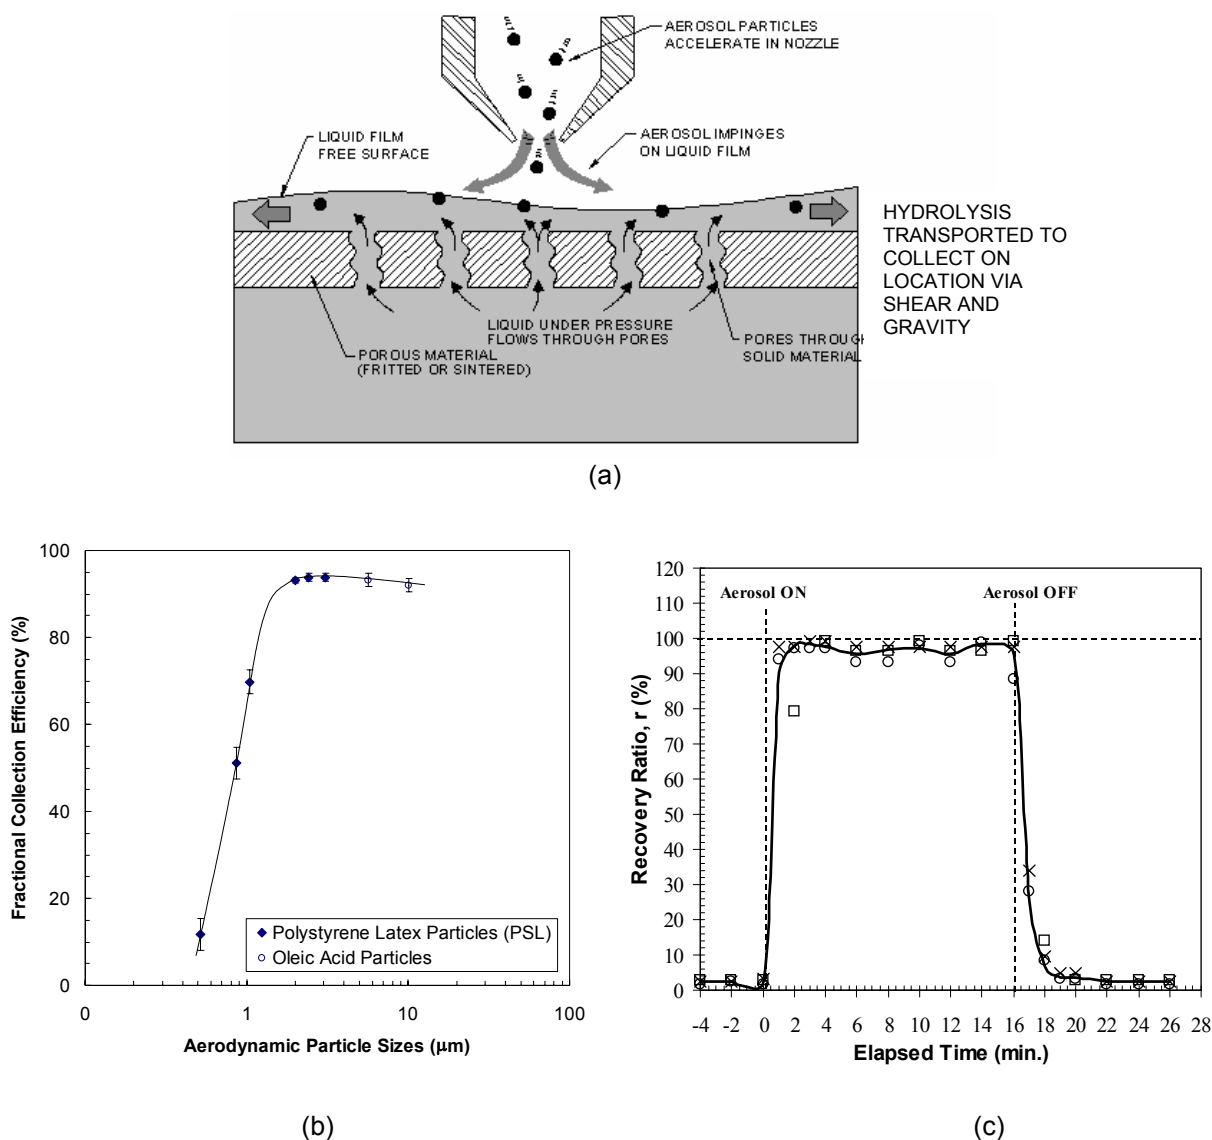 AEROSOL PARTICLES
ACCELERATE IN NOZZLE
LIQUID FILM
FREE SURFACE
AEROSOL IMPINGES
ON LIQUID FILM
HYDROLYSIS
TRANSPORTED TO
COLLECT ON
LOCATION VIA
SHEAR AND
GRAVITY
LIQUID UNDER PRESSURE
FLOWS THROUGH PORES
POROUS MATERIAL
(FRITTED OR SINTERED)
PORES THROUG
SOLID MATERIAL
(a)
100
80
60
40
20
0
Fractional Collection Efficiency (%)
Polystyrene Latex Particles (PSL)
Oleic Acid Particles
0 1 10 100
Aerodynamic Particle Sizes (μm)
(b)
120
110
100
90
80
70
60
50
40
30
20
10
0
Recovery Ratio, r (%)
Aerosol ON
Aerosol OFF
-4 -2 0 2 4 6 8 10 12 14 16 18 20 22 24 26 28
Elapsed Time (min.)
(c)